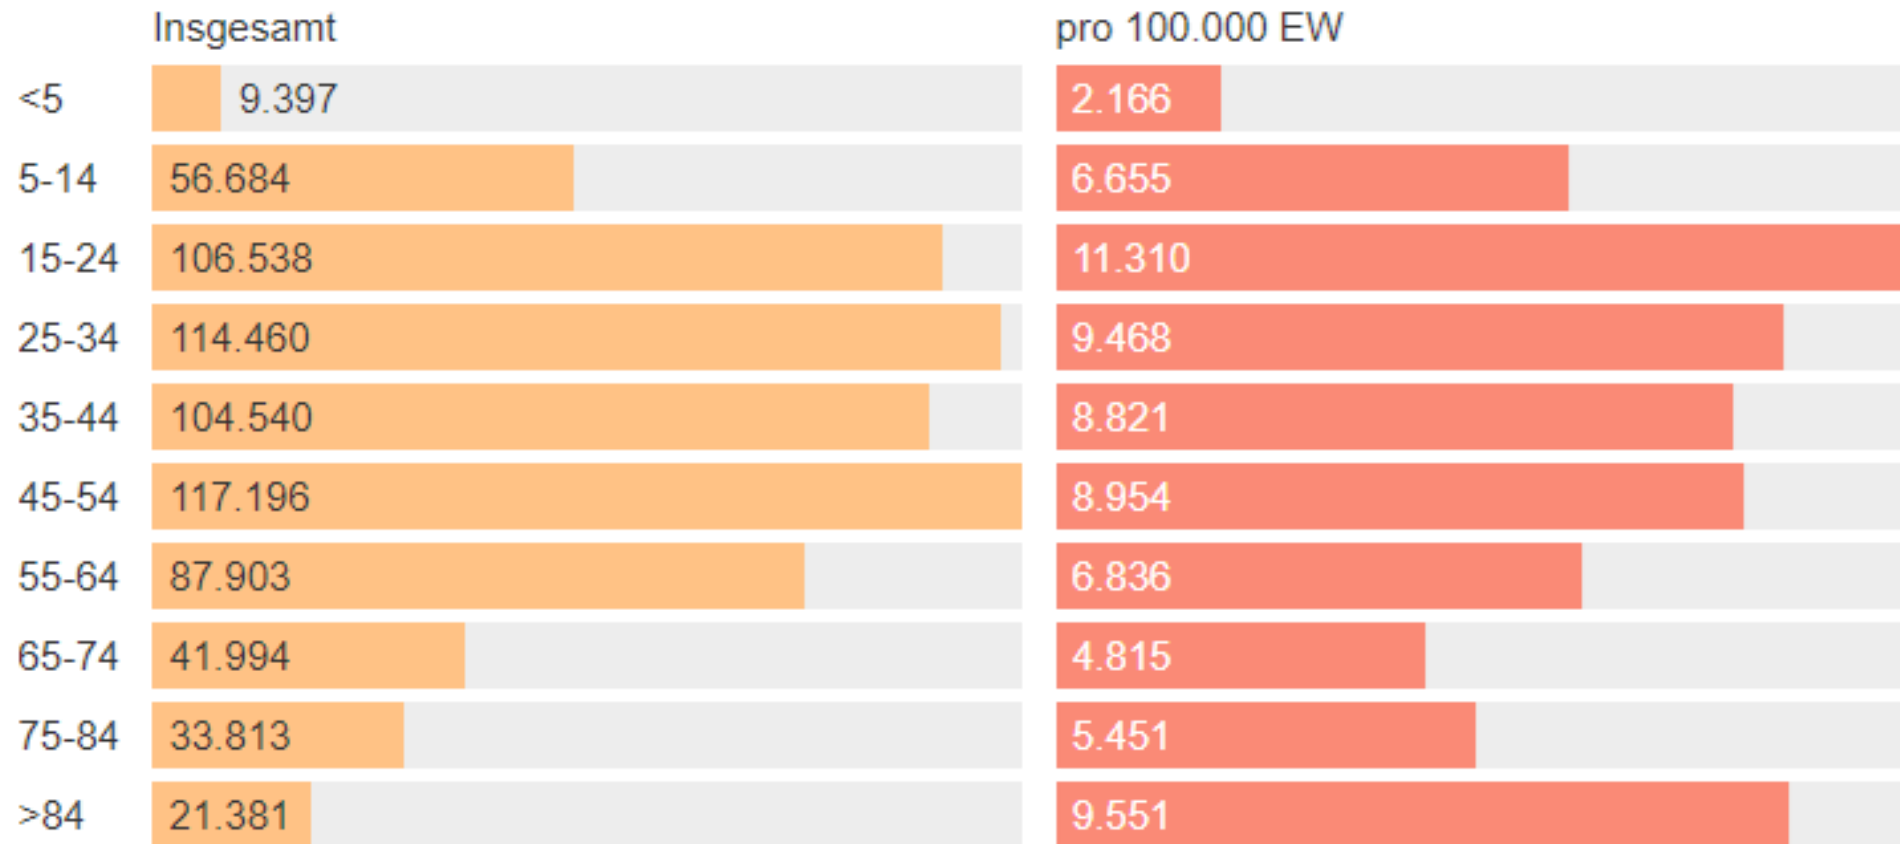 Insgesamt pro 100.000 EW
<5 9.397 2.166
5-14 56.684 6.655
15-24 106.538 11.310
25-34 114.460 9.468
35-44 104.540 8.821
45-54 117.196 8.954
55-64 87.903 6.836
65-74 41.994 4.815
75-84 33.813 5.451
>84 21.381 9.551